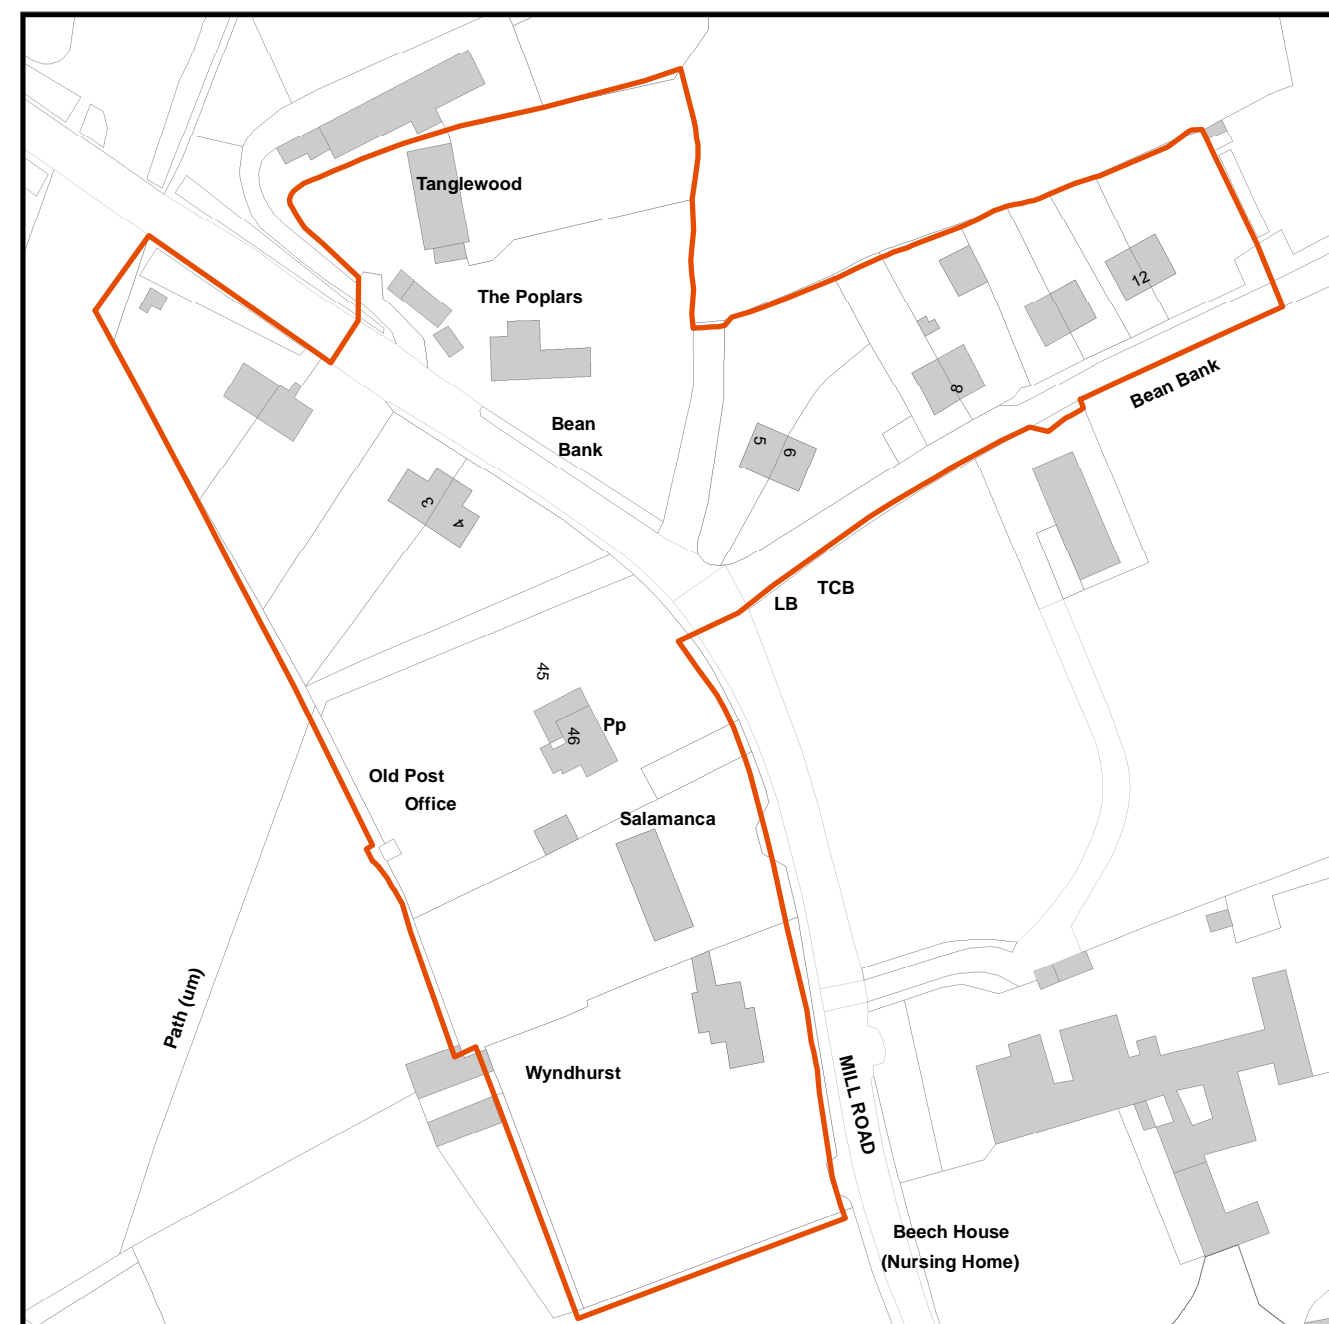 Tanglewood
The Poplars
12
Bean Bank
8
Bean
Bank
5
6
3
4
TCB
LB
45
Pp
46
Old Post
Office
Salamanca
Path (um)
Wyndhurst
MILL ROAD
Beech House
(Nursing Home)